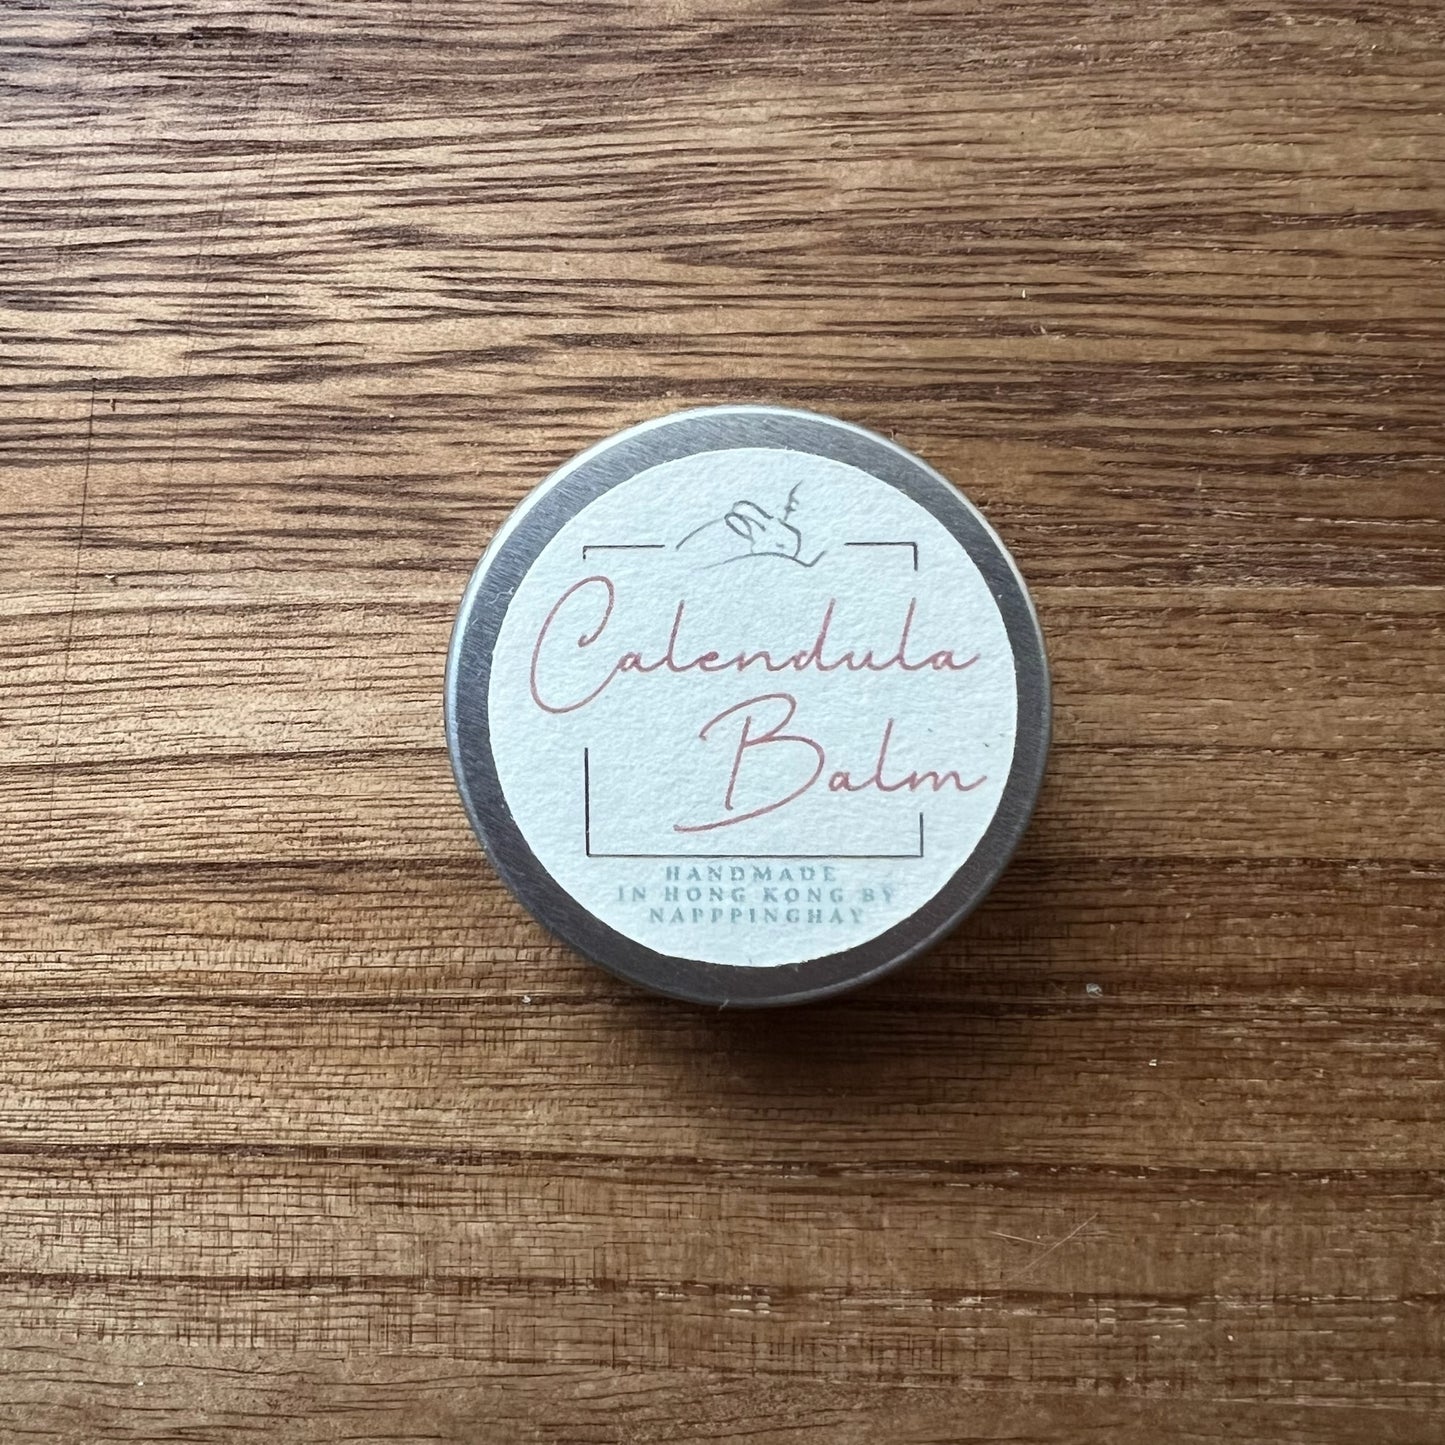 Calendula
Balm
HANDMADE
IN HONG KONG BY
NAPPPINGHAY